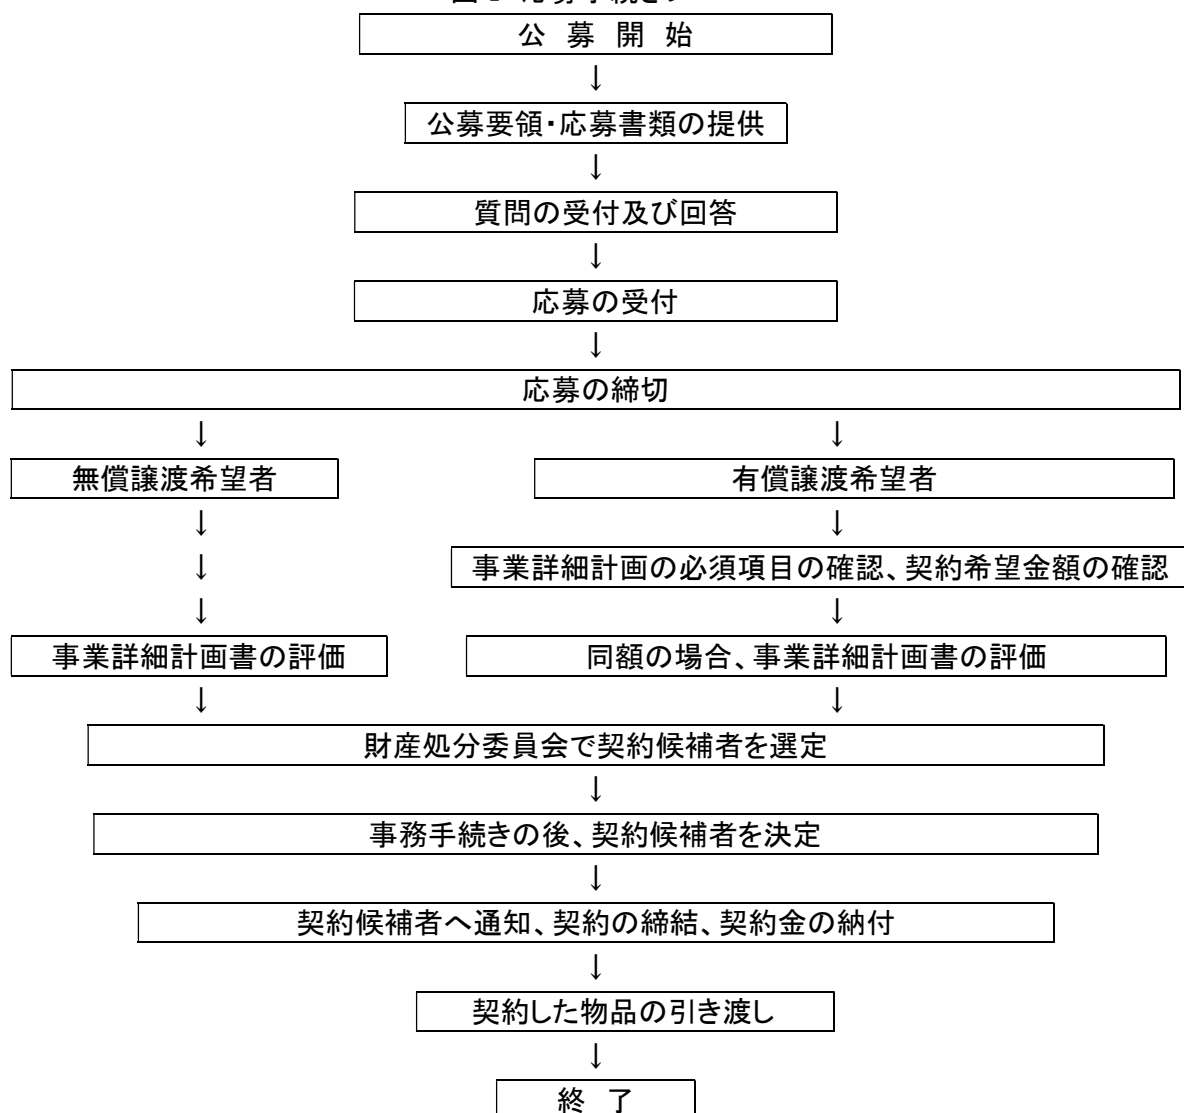 公 募 開 始
↓
公募要領・応募書類の提供
↓
質問の受付及び回答
↓
応募の受付
↓
応募の締切
↓ ↓
無償譲渡希望者 有償譲渡希望者
↓ ↓
↓ 事業詳細計画の必須項目の確認、契約希望金額の確認
↓ ↓
事業詳細計画書の評価 同額の場合、事業詳細計画書の評価
↓ ↓
財産処分委員会で契約候補者を選定
↓
事務手続きの後、契約候補者を決定
↓
契約候補者へ通知、契約の締結、契約金の納付
↓
契約した物品の引き渡し
↓
終 了